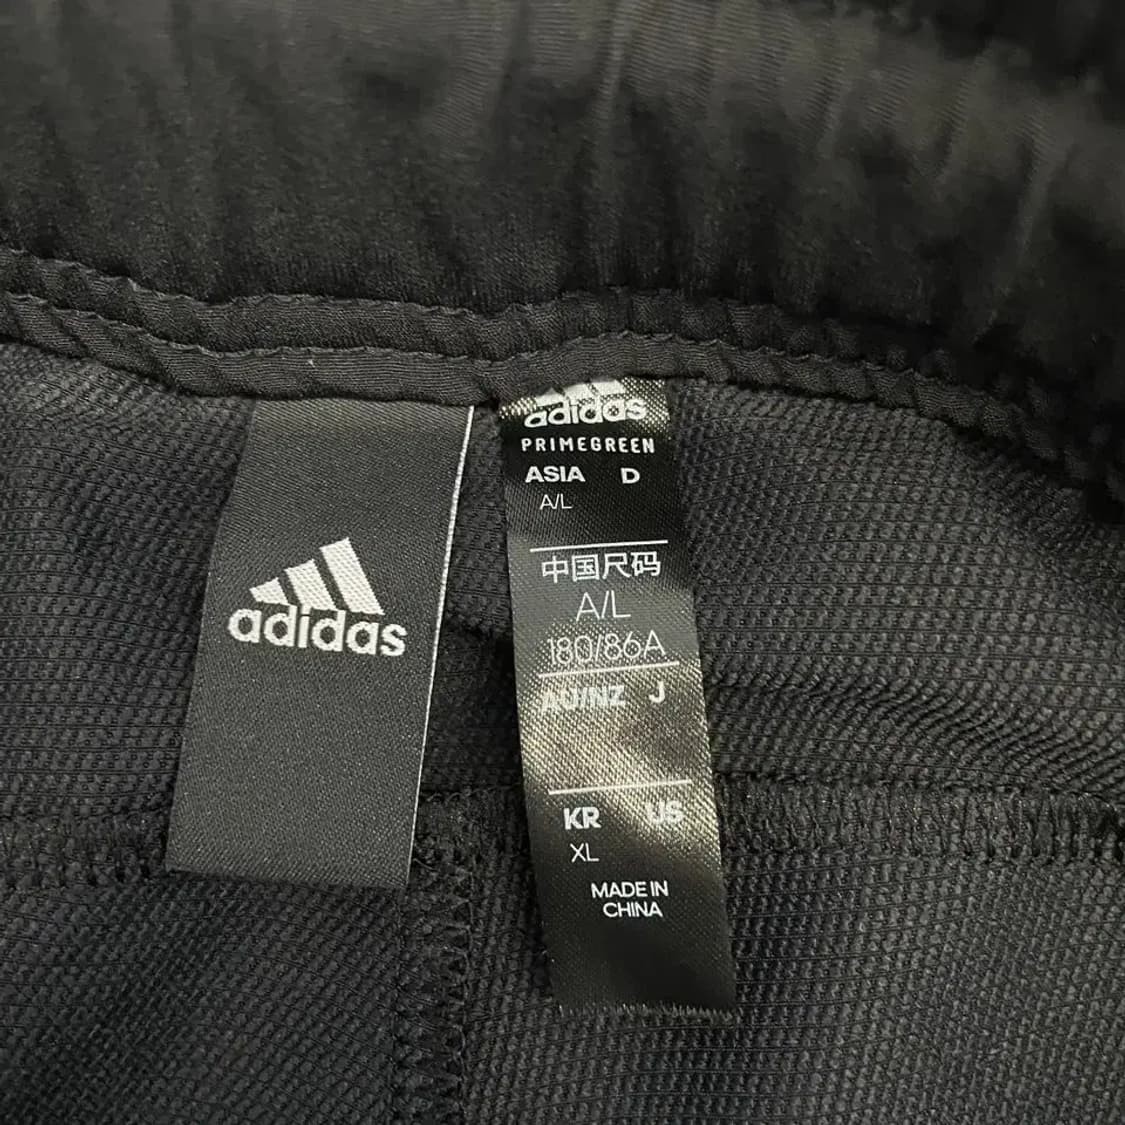 adidas
adidas
PRIMEGREEN
ASIA D
A/L
中国尺码
A/L
180/86A
AU/NZ J
KR US
XL
MADE IN
CHINA